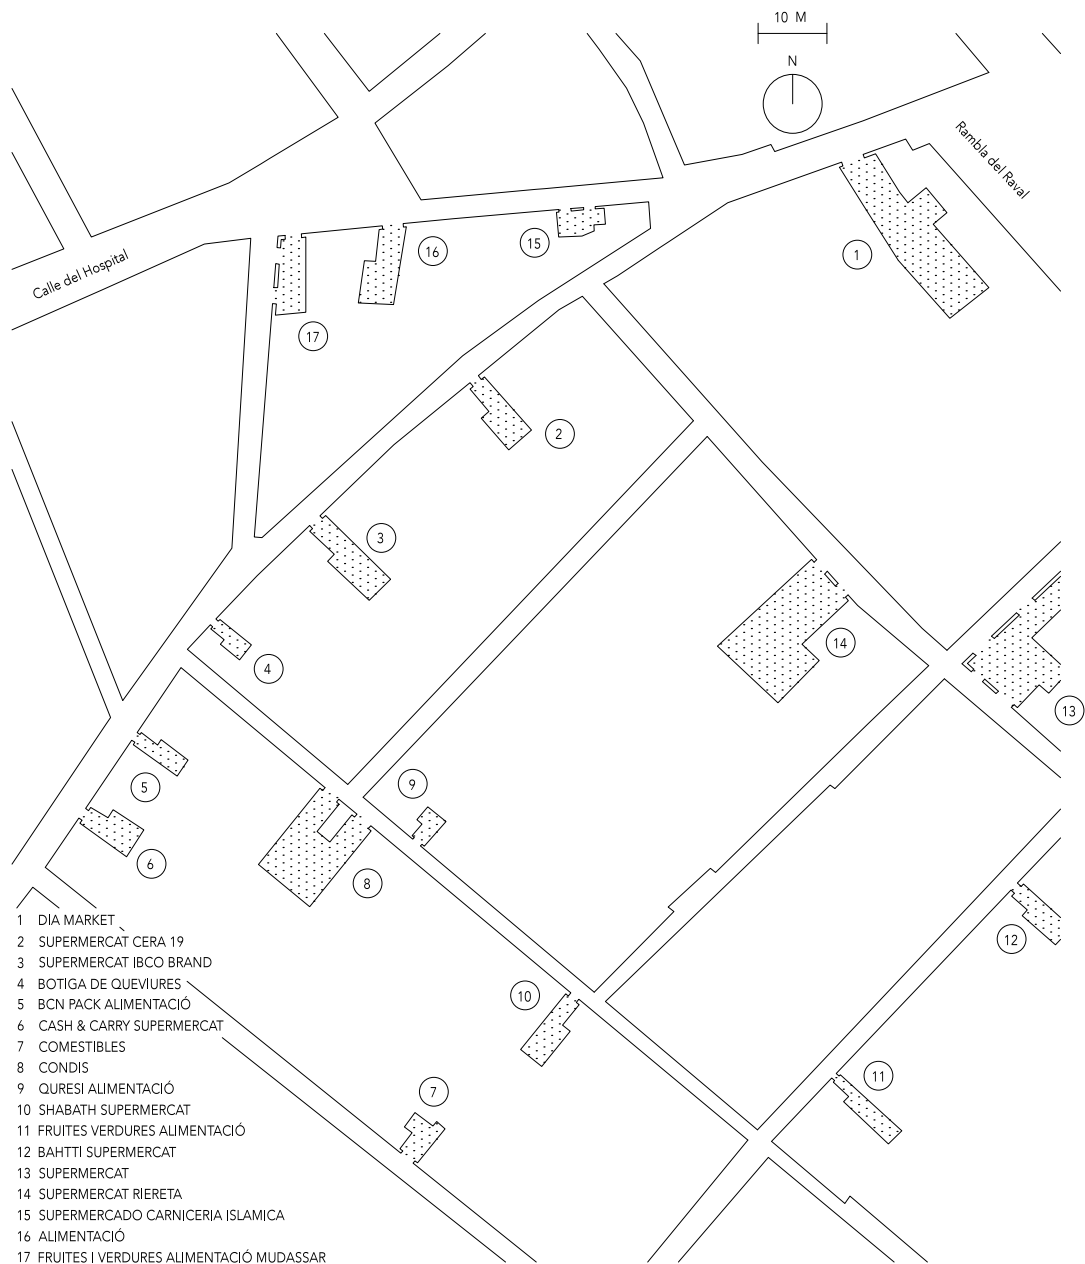 10 M
N
Rambla del Raval
Calle del Hospital
1
2
3
4
5
6
7
8
9
10
11
12
13
14
15
16
17
1 DIA MARKET
2 SUPERMERCAT CERA 19
3 SUPERMERCAT IBCO BRAND
4 BOTIGA DE QUEVIURES
5 BCN PACK ALIMENTACIÓ
6 CASH & CARRY SUPERMERCAT
7 COMESTIBLES
8 CONDIS
9 QURESI ALIMENTACIÓ
10 SHABATH SUPERMERCAT
11 FRUITES VERDURES ALIMENTACIÓ
12 BAHTTI SUPERMERCAT
13 SUPERMERCAT
14 SUPERMERCAT RIERETA
15 SUPERMERCADO CARNICERIA ISLAMICA
16 ALIMENTACIÓ
17 FRUITES I VERDURES ALIMENTACIÓ MUDASSAR